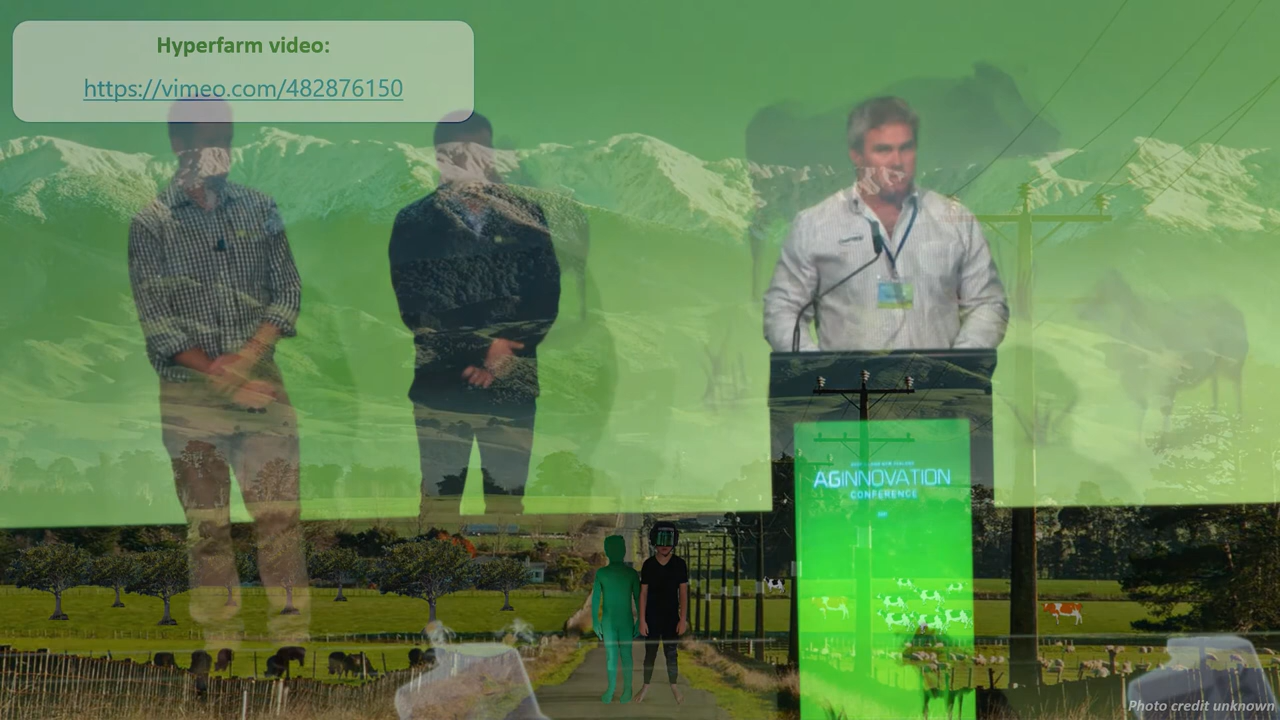 Hyperfarm video:
https://vimeo.com/482876150
AGINNOVATION
CONFERENCE
Photo credit unknown